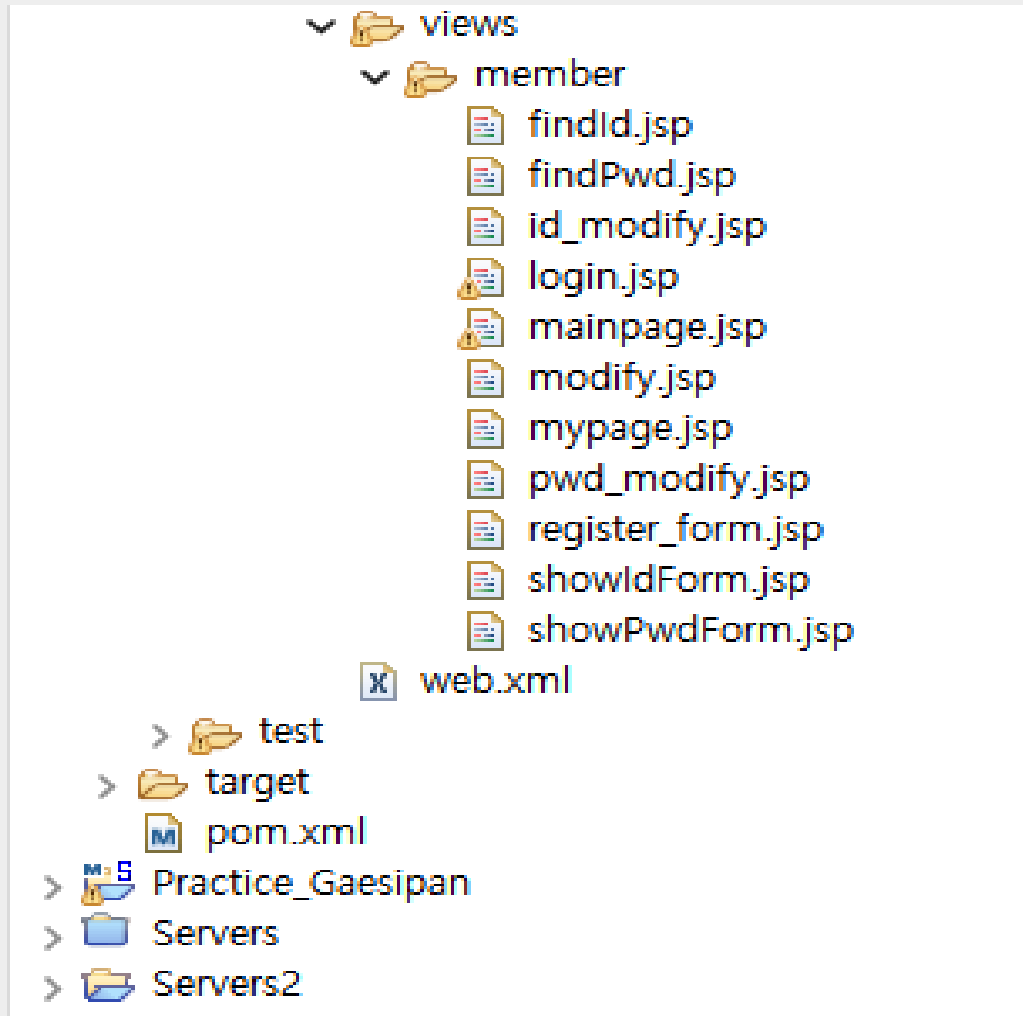 views
member
findId.jsp
findPwd.jsp
id_modify.jsp
login.jsp
mainpage.jsp
modify.jsp
mypage.jsp
pwd_modify.jsp
register_form.jsp
showIdForm.jsp
showPwdForm.jsp
web.xml
test
target
pom.xml
Practice_Gaesipan
Servers
Servers2